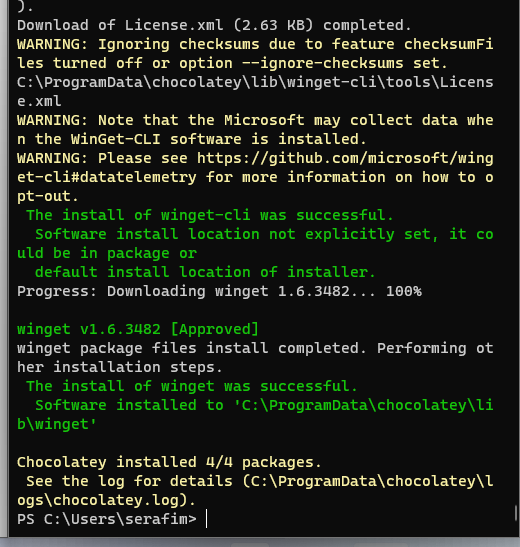 ).
Download of License.xml (2.63 KB) completed.
WARNING: Ignoring checksums due to feature checksumFi
les turned off or option --ignore-checksums set.
C:\ProgramData\chocolatey\lib\winget-cli\tools\Licens
e.xml
WARNING: Note that the Microsoft may collect data whe
n the WinGet-CLI software is installed.
WARNING: Please see https://github.com/microsoft/wing
et-cli#datatelemetry for more information on how to o
pt-out.
The install of winget-cli was successful.
Software install location not explicitly set, it co
uld be in package or
default install location of installer.
Progress: Downloading winget 1.6.3482... 100%
winget v1.6.3482 [Approved]
winget package files install completed. Performing ot
her installation steps.
The install of winget was successful.
Software installed to 'C:\ProgramData\chocolatey\li
b\winget'
Chocolatey installed 4/4 packages.
See the log for details (C:\ProgramData\chocolatey\l
ogs\chocolatey.log).
PS C:\Users\serafim>